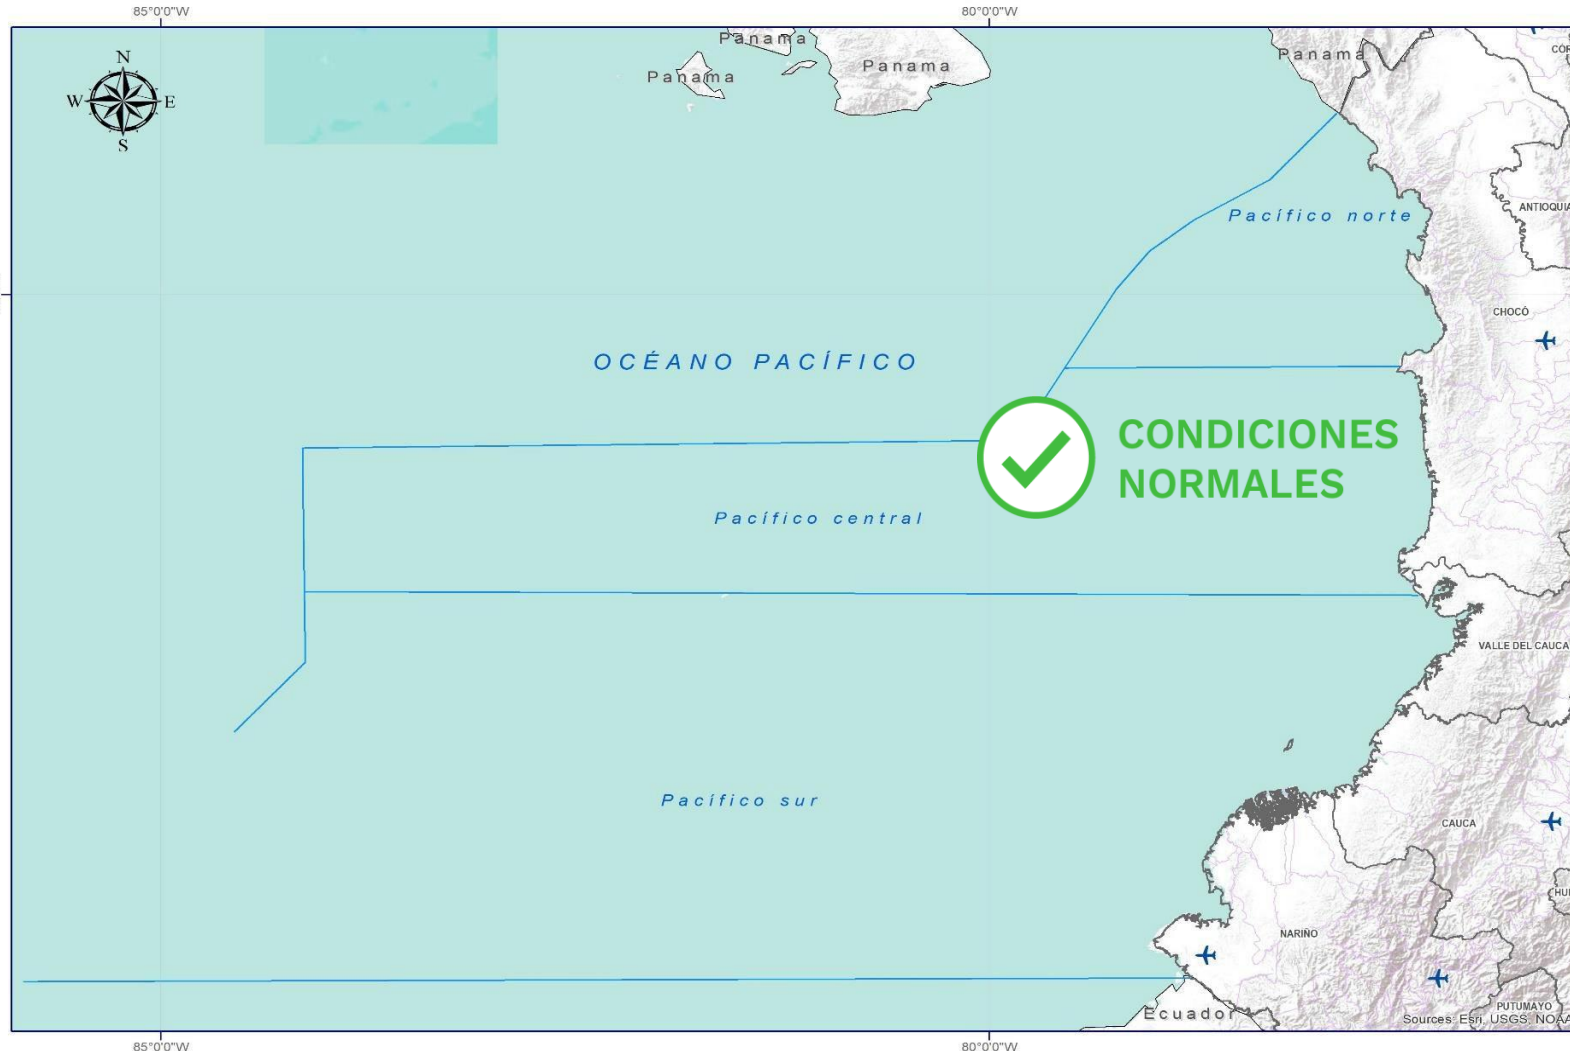 85°0'0"W
80°0'0"W
N
W
E
S
Panama
Panama
Panama
Panama
CÓR
ANTIOQUIA
Pacífico norte
CHOCÓ
OCÉANO PACÍFICO
CONDICIONES
NORMALES
Pacífico central
VALLE DEL CAUCA
Pacífico sur
CAUCA
HUI
NARIÑO
PUTUMAYO
Ecuador
Sources: Esri, USGS, NOAA
85°0'0"W
80°0'0"W